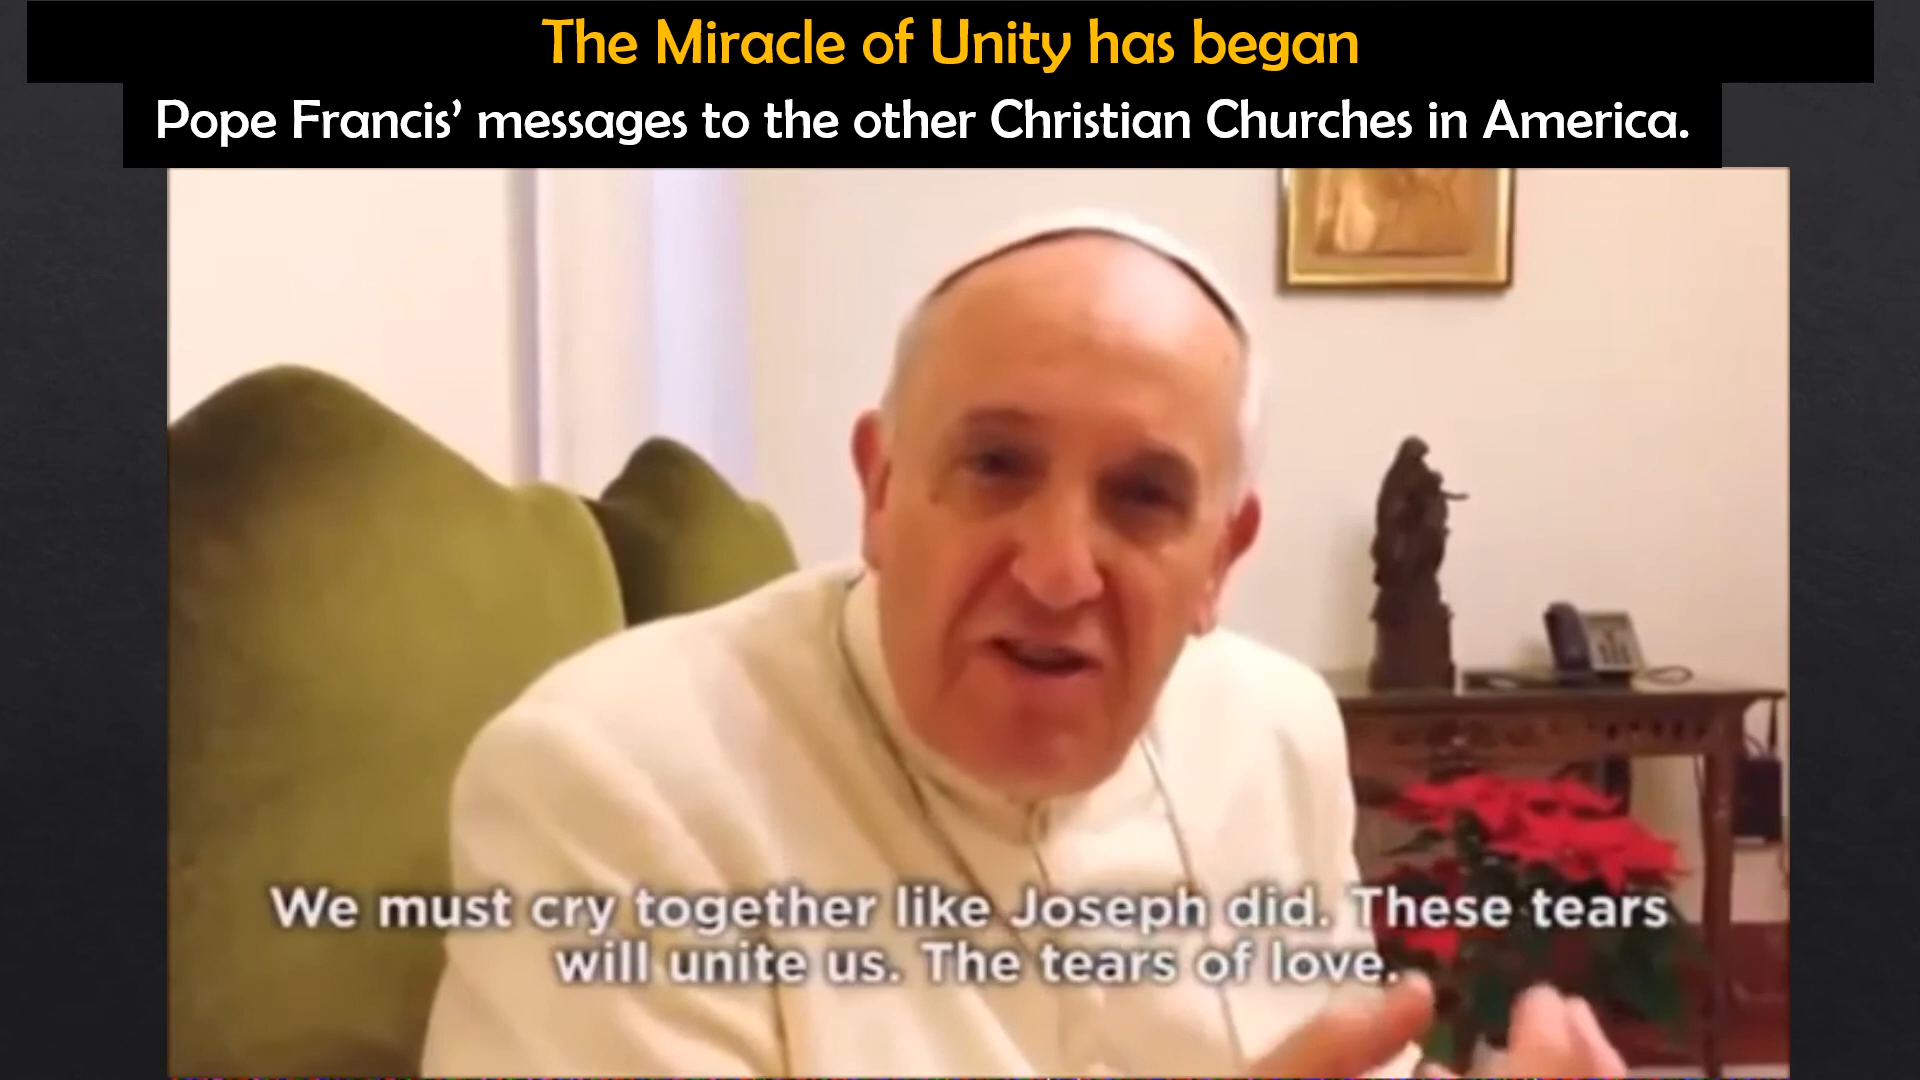 The Miracle of Unity has began
Pope Francis’ messages to the other Christian Churches in America.
We must cry together like Joseph did. These tears
will unite us. The tears of love.